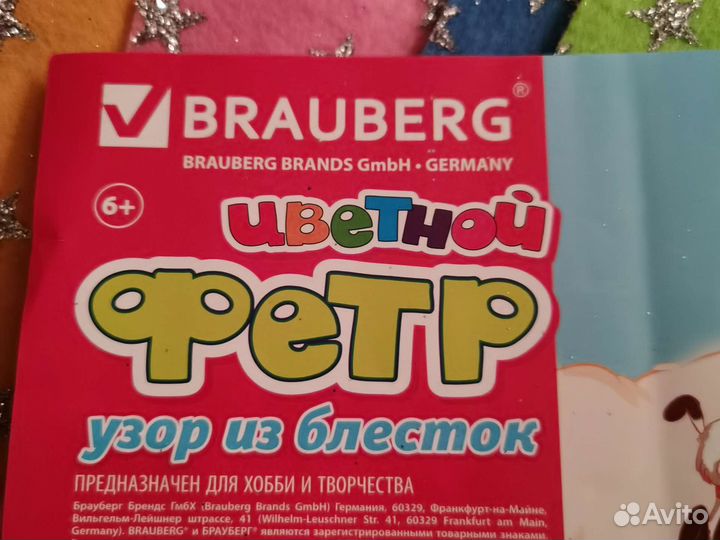 BRAUBERG®
BRAUBERG BRANDS GmbH • GERMANY
6+
цветной
фетр
узор из блесток
ПРЕДНАЗНАЧЕН ДЛЯ ХОББИ И ТВОРЧЕСТВА
Брауберг Брендс ГмбХ (Brauberg Brands GmbH) Германия, 60329, Франкфурт-на-Майне,
Вильгельм-Лейшнер штрассе, 41 (Wilhelm-Leuschner Str. 41, 60329 Frankfurt am Main,
Germany). BRAUBERG® и БРАУБЕРГ® являются зарегистрированными товарными знаками
Avito